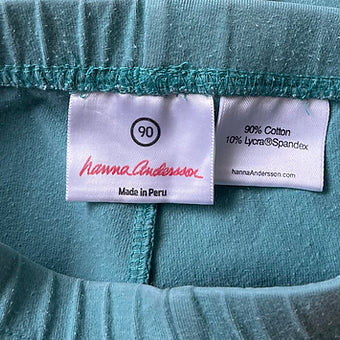 90
hanna Andersson
Made in Peru
90% Cotton
10% Lycra®Spandex
hannaAndersson.com